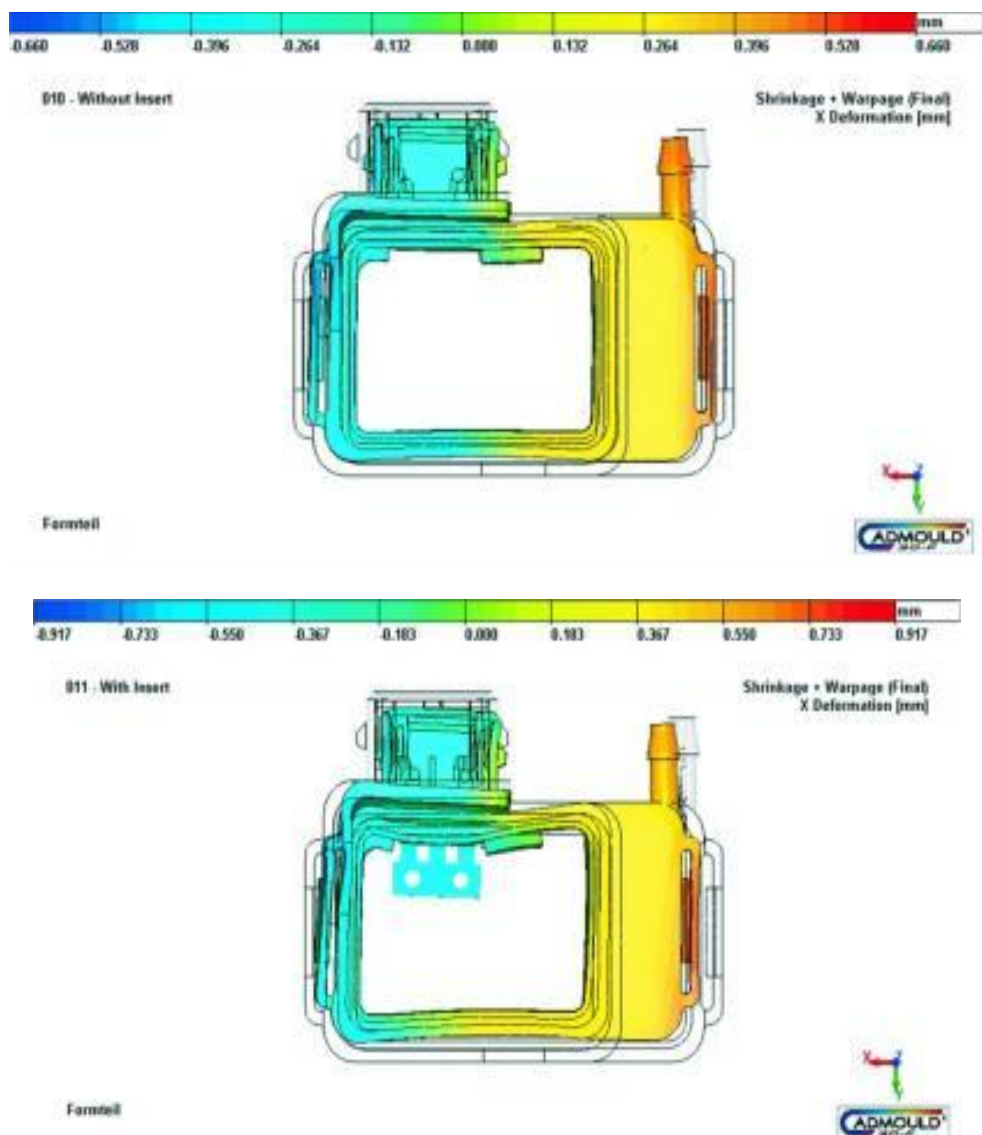 mm
-0.660 -0.528 -0.396 -0.264 -0.132 0.000 0.132 0.264 0.396 0.528 0.660
010 - Without Insert
Shrinkage + Warpage (Final)
X Deformation [mm]
X
Y
Formteil
CADMOULD
mm
-0.917 -0.733 -0.550 -0.367 -0.183 0.000 0.183 0.367 0.550 0.733 0.917
011 - With Insert
Shrinkage + Warpage (Final)
X Deformation [mm]
X
Y
Formteil
CADMOULD